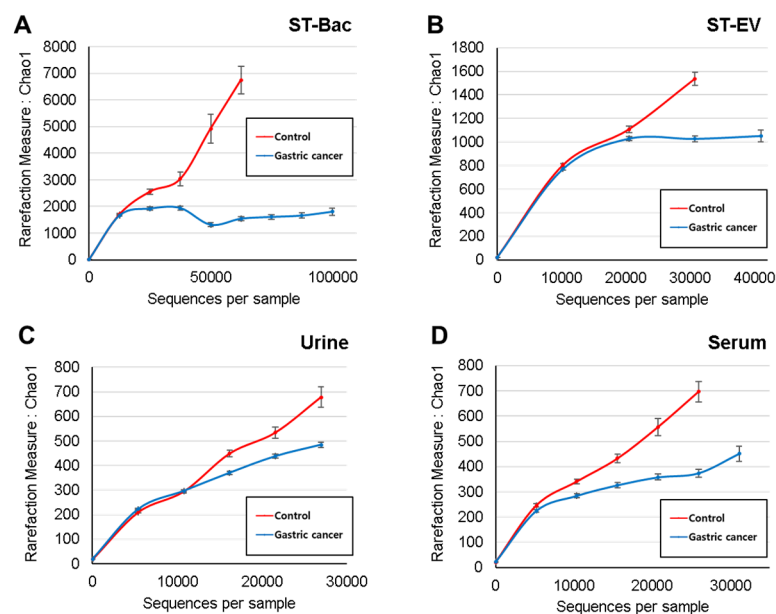 A
ST-Bac
Rarefaction Measure : Chao1
8000
7000
6000
5000
4000
3000
2000
1000
0
Control
Gastric cancer
0 50000 100000
Sequences per sample
B
ST-EV
Rarefaction Measure : Chao1
1800
1600
1400
1200
1000
800
600
400
200
0
Control
Gastric cancer
0 10000 20000 30000 40000
Sequences per sample
C
Urine
Rarefaction Measure : Chao1
800
700
600
500
400
300
200
100
0
Control
Gastric cancer
0 10000 20000 30000
Sequences per sample
D
Serum
Rarefaction Measure : Chao1
800
700
600
500
400
300
200
100
0
Control
Gastric cancer
0 10000 20000 30000
Sequences per sample